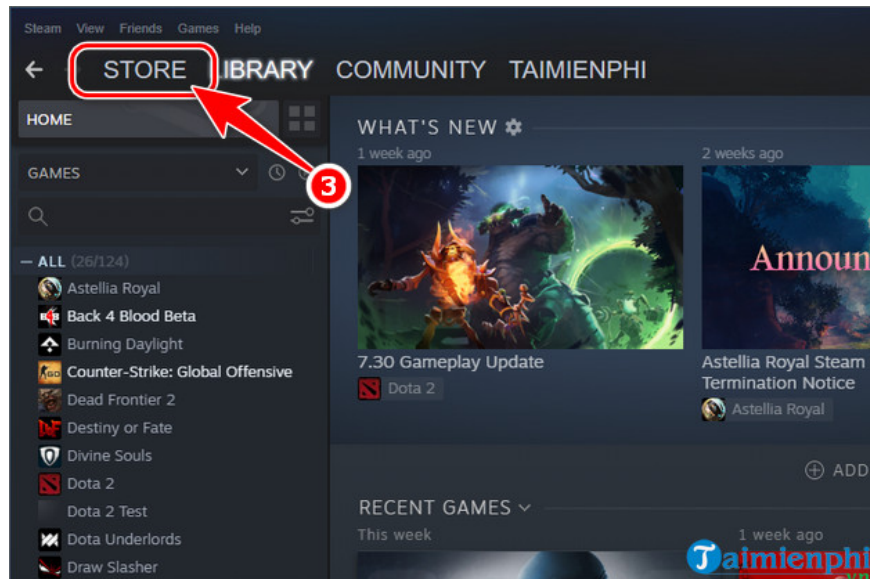 Steam View Friends Games Help
STORE LIBRARY COMMUNITY TAIMIENPHI
3
HOME
WHAT'S NEW
1 week ago
2 weeks ago
GAMES
Announ
— ALL (26/124)
Astellia Royal
Back 4 Blood Beta
Burning Daylight
Counter-Strike: Global Offensive
Dead Frontier 2
Destiny or Fate
Divine Souls
Dota 2
Dota 2 Test
Dota Underlords
Draw Slasher
7.30 Gameplay Update
Dota 2
Astellia Royal Steam
Termination Notice
Astellia Royal
ADD
RECENT GAMES
This week
1 week ago
Taimienphi
.vn